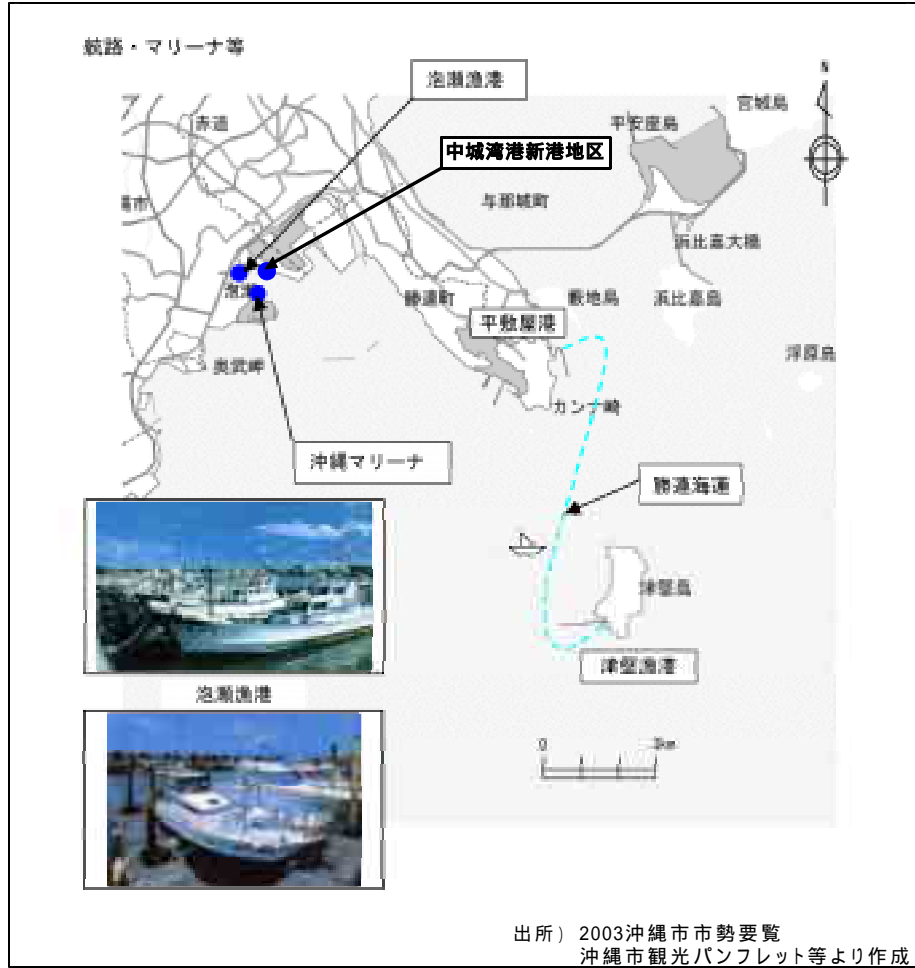 航路・マリーナ等
泡瀬漁港
N
宮城島
平安座島
赤道
中城湾港新港地区
与那城町
市
浜比嘉大橋
泡瀬
勝連町
藪地島
浜比嘉島
平敷屋港
浮原島
奥武岬
カンナ崎
沖縄マリーナ
勝連海運
津堅島
津堅漁港
泡瀬漁港
0
km
出所） 2003沖縄市市勢要覧
沖縄市観光パンフレット等より作成